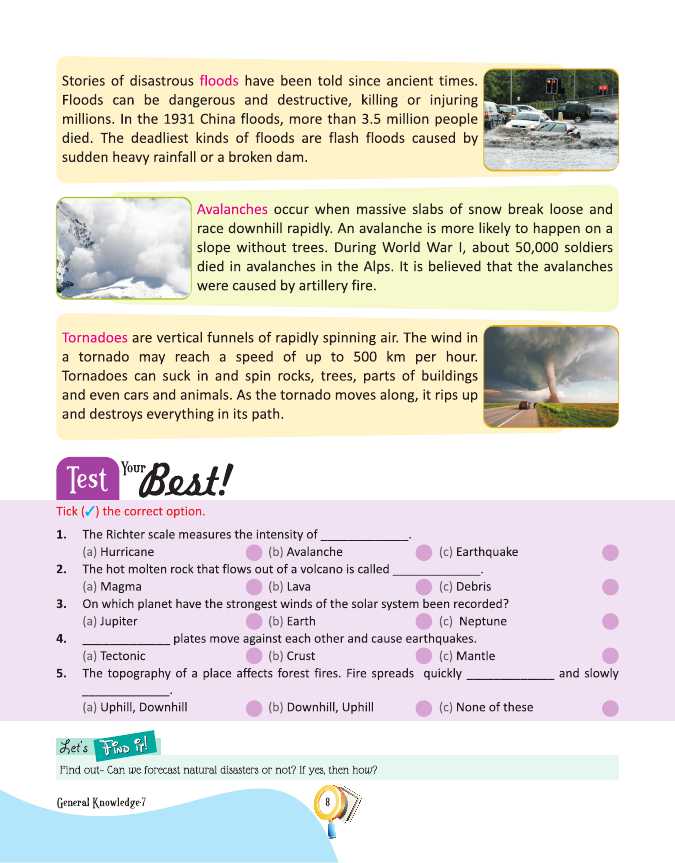 Stories of disastrous floods have been told since ancient times.
Floods can be dangerous and destructive, killing or injuring
millions. In the 1931 China floods, more than 3.5 million people
died. The deadliest kinds of floods are flash floods caused by
sudden heavy rainfall or a broken dam.
Avalanches occur when massive slabs of snow break loose and
race downhill rapidly. An avalanche is more likely to happen on a
slope without trees. During World War I, about 50,000 soldiers
died in avalanches in the Alps. It is believed that the avalanches
were caused by artillery fire.
Tornadoes are vertical funnels of rapidly spinning air. The wind in
a tornado may reach a speed of up to 500 km per hour.
Tornadoes can suck in and spin rocks, trees, parts of buildings
and even cars and animals. As the tornado moves along, it rips up
and destroys everything in its path.
Test Your Best!
Tick (✓) the correct option.
1. The Richter scale measures the intensity of _____________.
(a) Hurricane (b) Avalanche (c) Earthquake
2. The hot molten rock that flows out of a volcano is called _____________.
(a) Magma (b) Lava (c) Debris
3. On which planet have the strongest winds of the solar system been recorded?
(a) Jupiter (b) Earth (c) Neptune
4. _____________ plates move against each other and cause earthquakes.
(a) Tectonic (b) Crust (c) Mantle
5. The topography of a place affects forest fires. Fire spreads quickly _____________ and slowly
_____________.
(a) Uphill, Downhill (b) Downhill, Uphill (c) None of these
Let's Find it!
Find out- Can we forecast natural disasters or not? If yes, then how?
General Knowledge-7 8